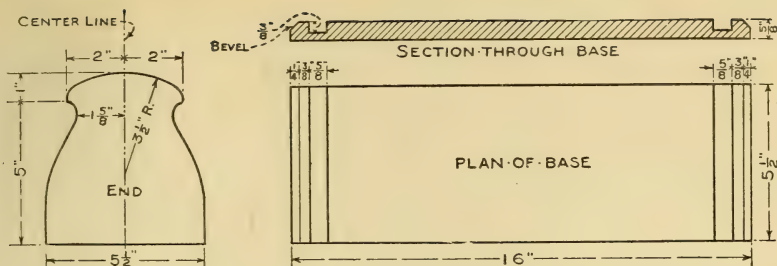 CENTER LINE
2" 2"
1"
1 5/8"
3 1/2" R.
5"
END
5 1/2"
BEVEL
3/8"
5/8"
SECTION·THROUGH BASE
1/4" 3/8" 5/8"
5/8" 3/8" 1/4"
PLAN·OF·BASE
5 1/2"
16"